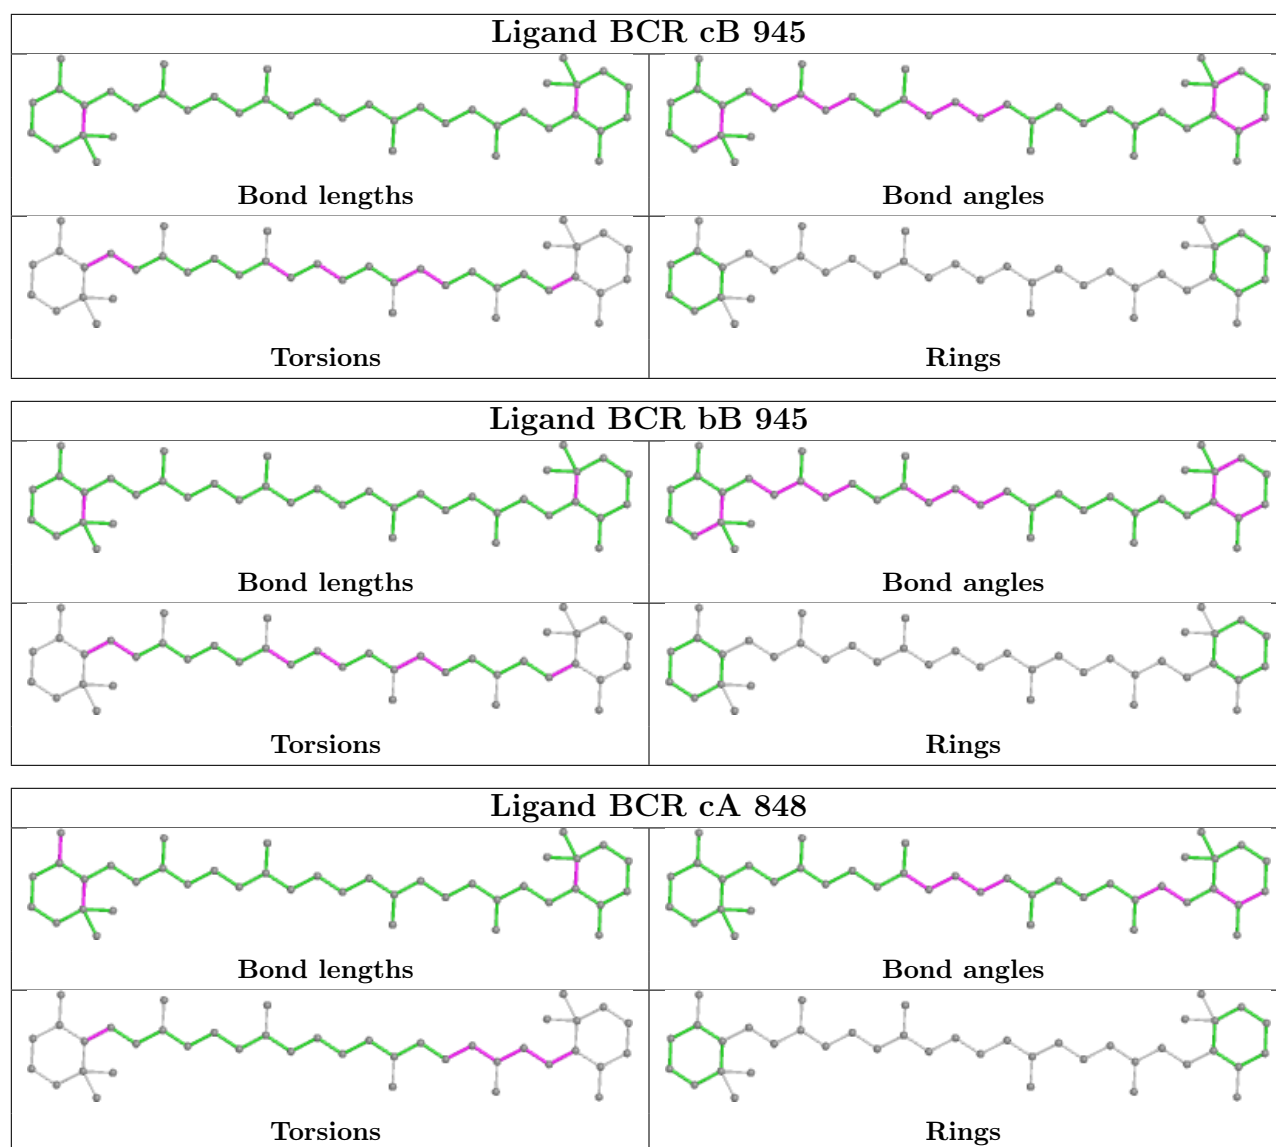 Ligand BCR cB 945
Bond lengths Bond angles
Torsions Rings
Ligand BCR bB 945
Bond lengths Bond angles
Torsions Rings
Ligand BCR cA 848
Bond lengths Bond angles
Torsions Rings